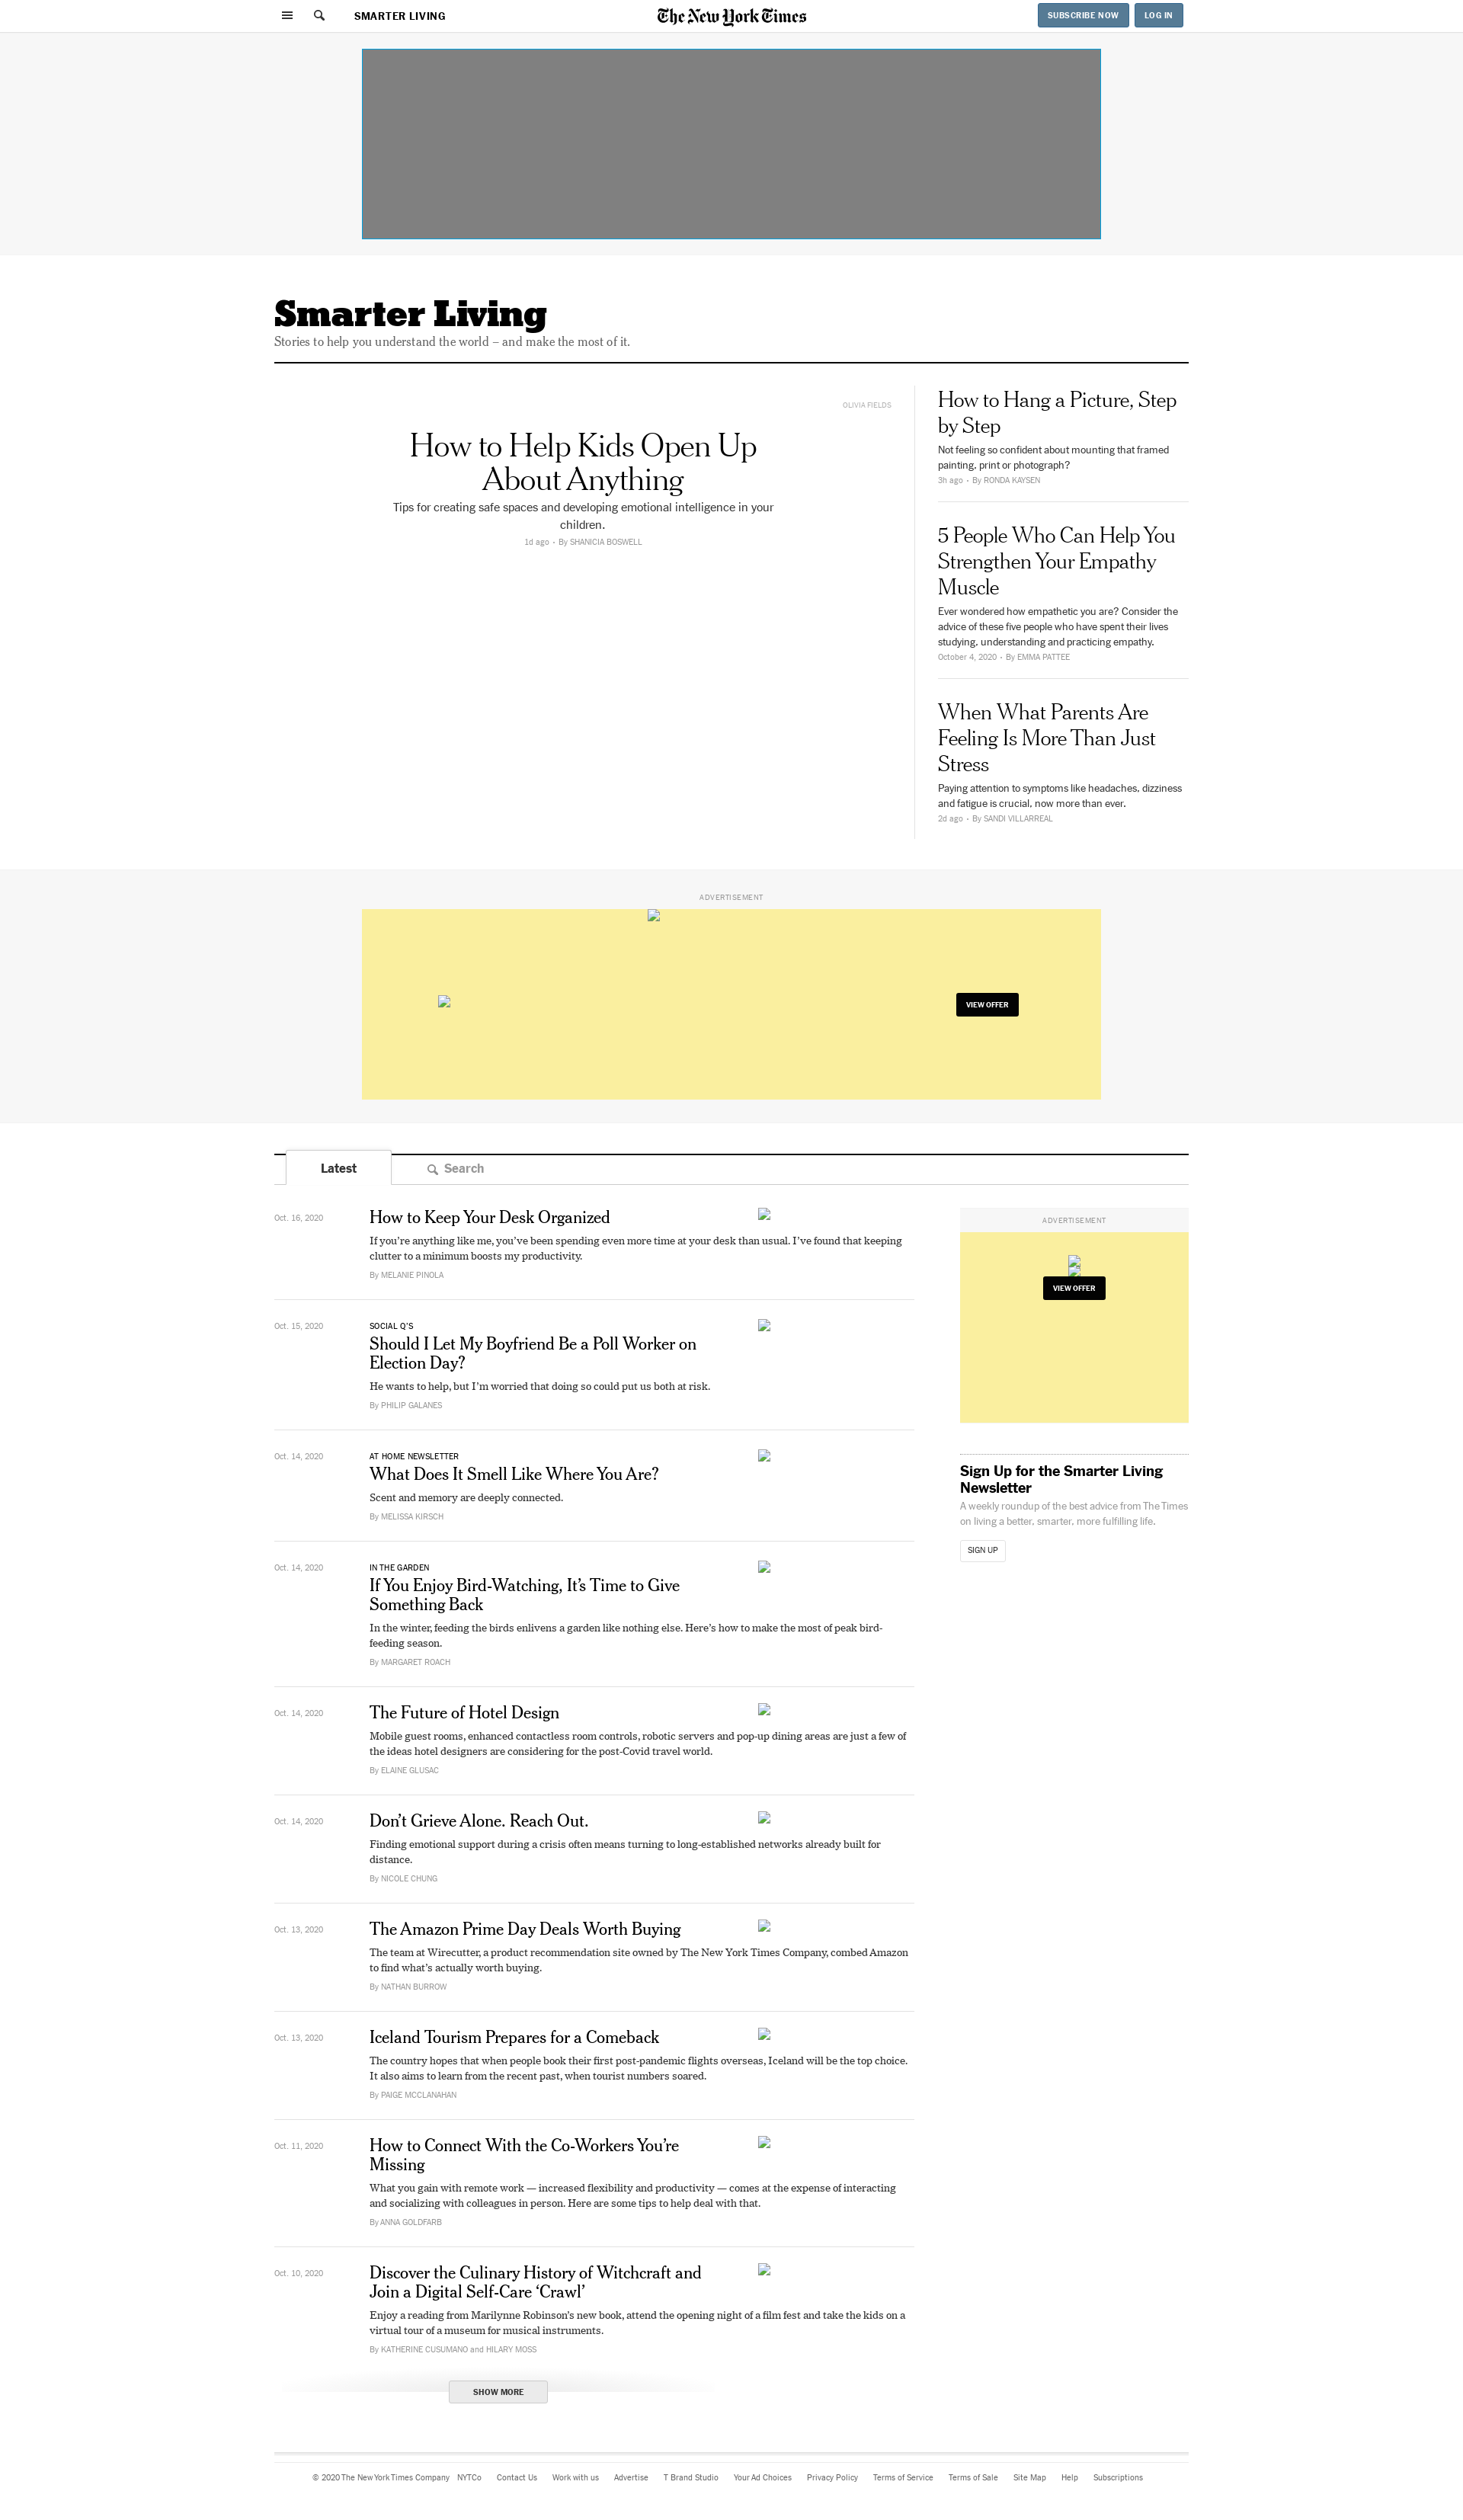 SMARTER LIVING
The New York Times
SUBSCRIBE NOW
LOG IN
Smarter Living
Stories to help you understand the world – and make the most of it.
OLIVIA FIELDS
How to Help Kids Open Up
About Anything
Tips for creating safe spaces and developing emotional intelligence in your
children.
1d ago • By SHANICIA BOSWELL
How to Hang a Picture, Step
by Step
Not feeling so confident about mounting that framed
painting, print or photograph?
3h ago • By RONDA KAYSEN
5 People Who Can Help You
Strengthen Your Empathy
Muscle
Ever wondered how empathetic you are? Consider the
advice of these five people who have spent their lives
studying, understanding and practicing empathy.
October 4, 2020 • By EMMA PATTEE
When What Parents Are
Feeling Is More Than Just
Stress
Paying attention to symptoms like headaches, dizziness
and fatigue is crucial, now more than ever.
2d ago • By SANDI VILLARREAL
ADVERTISEMENT
VIEW OFFER
Latest
Search
Oct. 16, 2020
How to Keep Your Desk Organized
If you’re anything like me, you’ve been spending even more time at your desk than usual. I’ve found that keeping
clutter to a minimum boosts my productivity.
By MELANIE PINOLA
Oct. 15, 2020
SOCIAL Q’S
Should I Let My Boyfriend Be a Poll Worker on
Election Day?
He wants to help, but I’m worried that doing so could put us both at risk.
By PHILIP GALANES
Oct. 14, 2020
AT HOME NEWSLETTER
What Does It Smell Like Where You Are?
Scent and memory are deeply connected.
By MELISSA KIRSCH
Oct. 14, 2020
IN THE GARDEN
If You Enjoy Bird-Watching, It’s Time to Give
Something Back
In the winter, feeding the birds enlivens a garden like nothing else. Here’s how to make the most of peak bird-
feeding season.
By MARGARET ROACH
Oct. 14, 2020
The Future of Hotel Design
Mobile guest rooms, enhanced contactless room controls, robotic servers and pop-up dining areas are just a few of
the ideas hotel designers are considering for the post-Covid travel world.
By ELAINE GLUSAC
Oct. 14, 2020
Don’t Grieve Alone. Reach Out.
Finding emotional support during a crisis often means turning to long-established networks already built for
distance.
By NICOLE CHUNG
Oct. 13, 2020
The Amazon Prime Day Deals Worth Buying
The team at Wirecutter, a product recommendation site owned by The New York Times Company, combed Amazon
to find what’s actually worth buying.
By NATHAN BURROW
Oct. 13, 2020
Iceland Tourism Prepares for a Comeback
The country hopes that when people book their first post-pandemic flights overseas, Iceland will be the top choice.
It also aims to learn from the recent past, when tourist numbers soared.
By PAIGE MCCLANAHAN
Oct. 11, 2020
How to Connect With the Co-Workers You’re
Missing
What you gain with remote work — increased flexibility and productivity — comes at the expense of interacting
and socializing with colleagues in person. Here are some tips to help deal with that.
By ANNA GOLDFARB
Oct. 10, 2020
Discover the Culinary History of Witchcraft and
Join a Digital Self-Care ‘Crawl’
Enjoy a reading from Marilynne Robinson’s new book, attend the opening night of a film fest and take the kids on a
virtual tour of a museum for musical instruments.
By KATHERINE CUSUMANO and HILARY MOSS
SHOW MORE
ADVERTISEMENT
VIEW OFFER
Sign Up for the Smarter Living
Newsletter
A weekly roundup of the best advice from The Times
on living a better, smarter, more fulfilling life.
SIGN UP
© 2020 The New York Times Company NYTCo Contact Us Work with us Advertise T Brand Studio Your Ad Choices Privacy Policy Terms of Service Terms of Sale Site Map Help Subscriptions